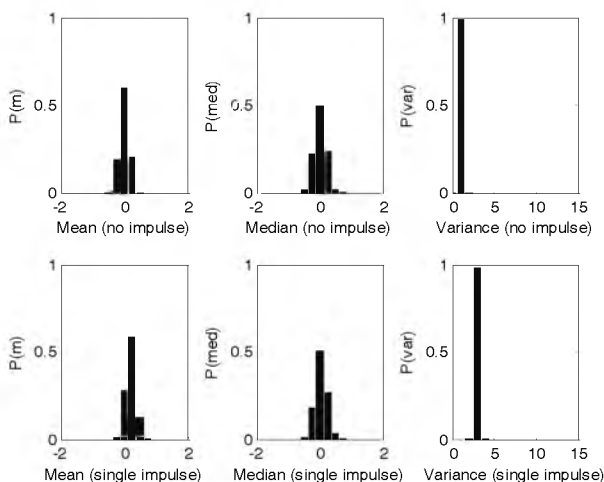 1 1 1
P(m) 0.5 P(med) 0.5 P(var) 0.5
0 0 0
-2 0 2 -2 0 2 0 5 10 15
Mean (no impulse) Median (no impulse) Variance (no impulse)
1 1 1
P(m) 0.5 P(med) 0.5 P(var) 0.5
0 0 0
-2 0 2 -2 0 2 0 5 10 15
Mean (single impulse) Median (single impulse) Variance (single impulse)